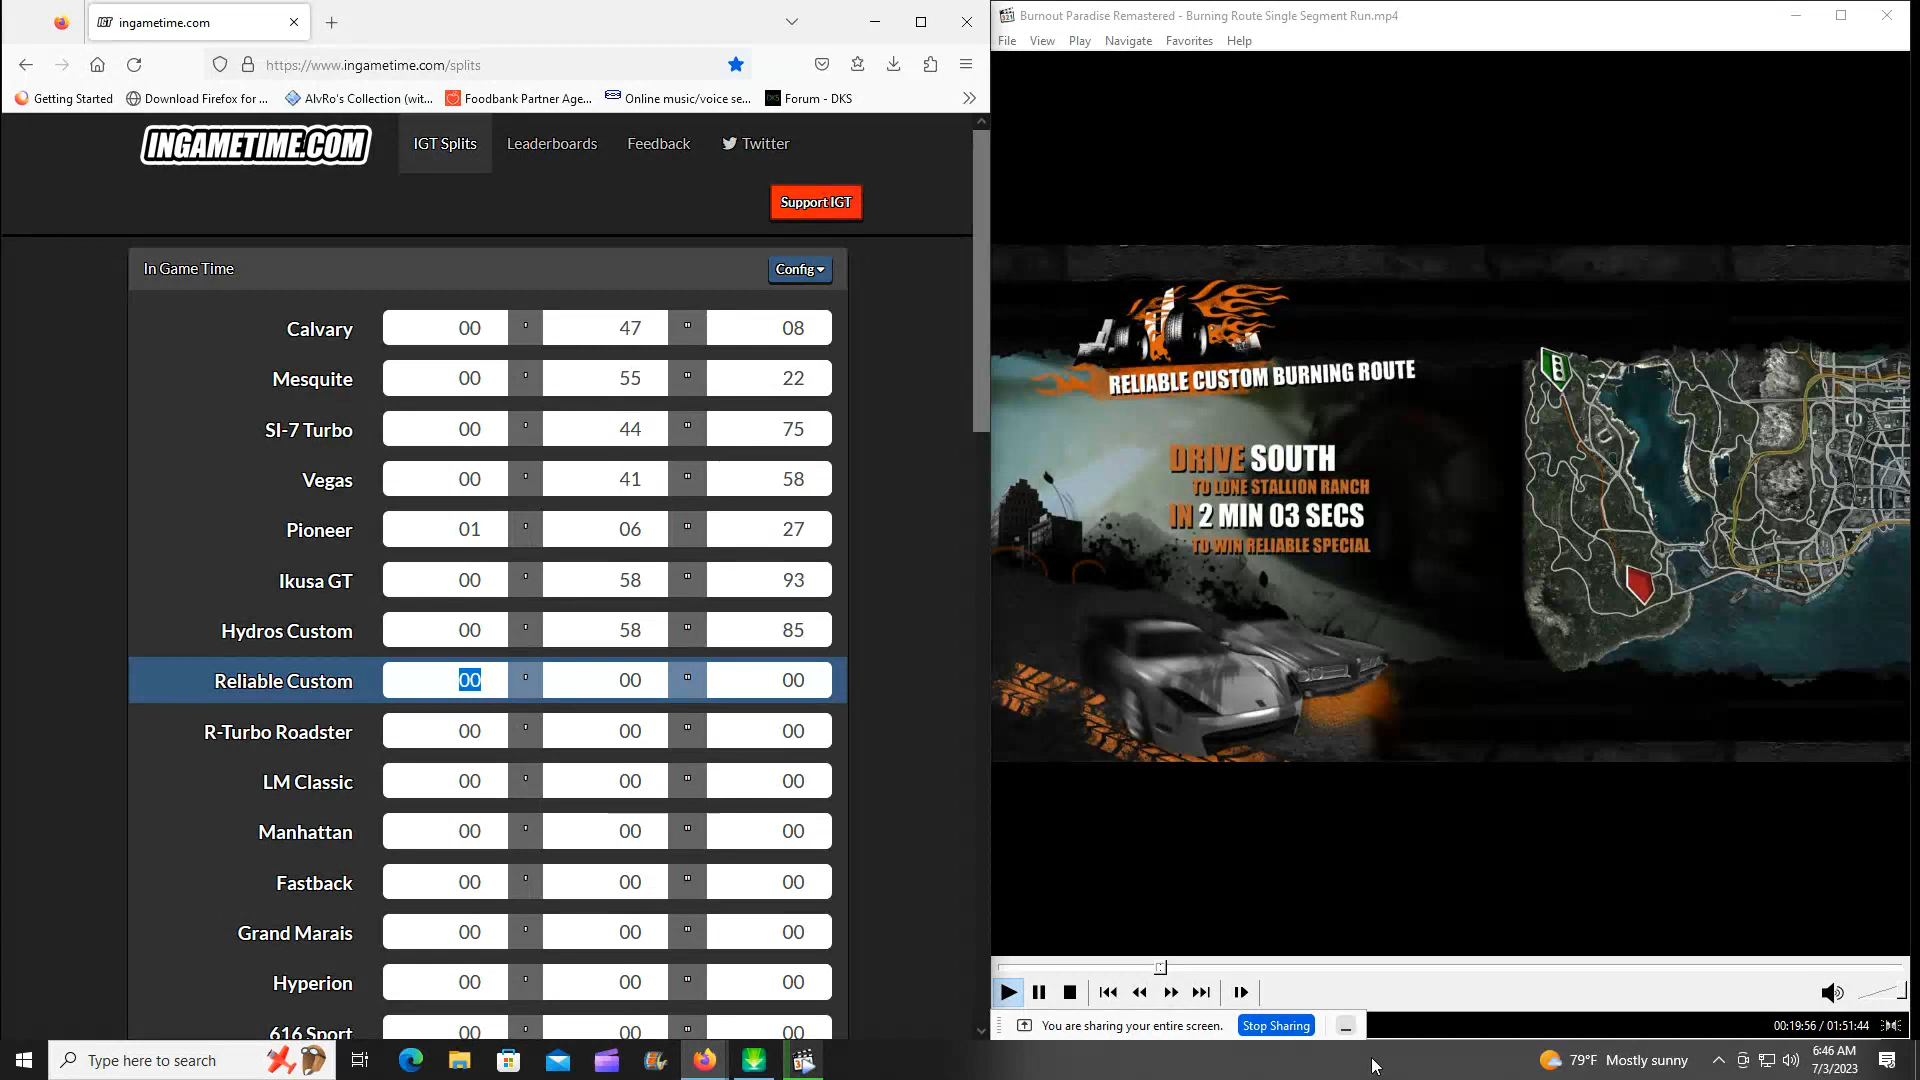 ingametime.com
https://www.ingametime.com/splits
Getting Started
Download Firefox for ...
AlvRo's Collection (wit...
Foodbank Partner Age...
Online music/voice se...
Forum - DKS
INGAMETIME.COM
IGT Splits
Leaderboards
Feedback
Twitter
Support IGT
In Game Time
Config
Calvary 00 ' 47 " 08
Mesquite 00 ' 55 " 22
SI-7 Turbo 00 ' 44 " 75
Vegas 00 ' 41 " 58
Pioneer 01 ' 06 " 27
Ikusa GT 00 ' 58 " 93
Hydros Custom 00 ' 58 " 85
Reliable Custom 00 ' 00 " 00
R-Turbo Roadster 00 ' 00 " 00
LM Classic 00 ' 00 " 00
Manhattan 00 ' 00 " 00
Fastback 00 ' 00 " 00
Grand Marais 00 ' 00 " 00
Hyperion 00 ' 00 " 00
616 Sport 00 ' 00 " 00
Burnout Paradise Remastered - Burning Route Single Segment Run.mp4
File View Play Navigate Favorites Help
RELIABLE CUSTOM BURNING ROUTE
DRIVE SOUTH
TO LONE STALLION RANCH
IN 2 MIN 03 SECS
TO WIN RELIABLE SPECIAL
You are sharing your entire screen.
Stop Sharing
00:19:56 / 01:51:44
Type here to search
79°F Mostly sunny
6:46 AM
7/3/2023